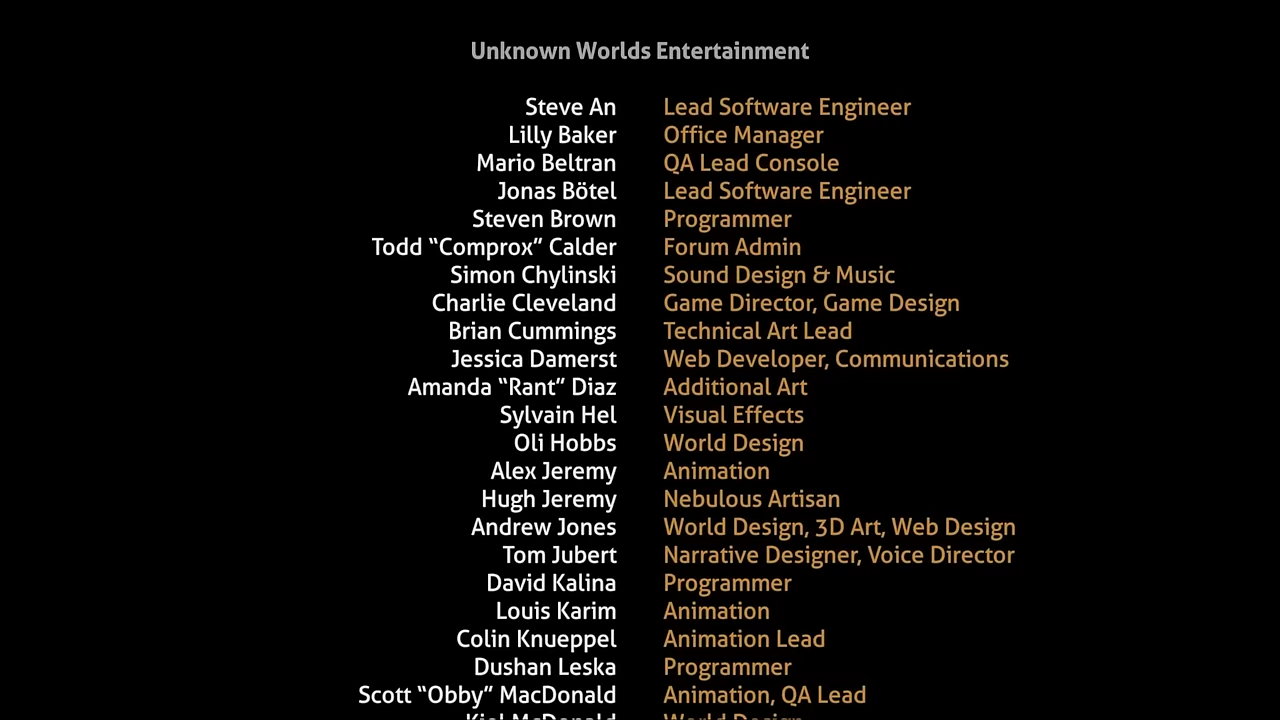 Unknown Worlds Entertainment
Steve An Lead Software Engineer
Lilly Baker Office Manager
Mario Beltran QA Lead Console
Jonas Bötel Lead Software Engineer
Steven Brown Programmer
Todd “Comprox” Calder Forum Admin
Simon Chylinski Sound Design & Music
Charlie Cleveland Game Director, Game Design
Brian Cummings Technical Art Lead
Jessica Damerst Web Developer, Communications
Amanda “Rant” Diaz Additional Art
Sylvain Hel Visual Effects
Oli Hobbs World Design
Alex Jeremy Animation
Hugh Jeremy Nebulous Artisan
Andrew Jones World Design, 3D Art, Web Design
Tom Jubert Narrative Designer, Voice Director
David Kalina Programmer
Louis Karim Animation
Colin Knueppel Animation Lead
Dushan Leska Programmer
Scott “Obby” MacDonald Animation, QA Lead
McDonald World Design